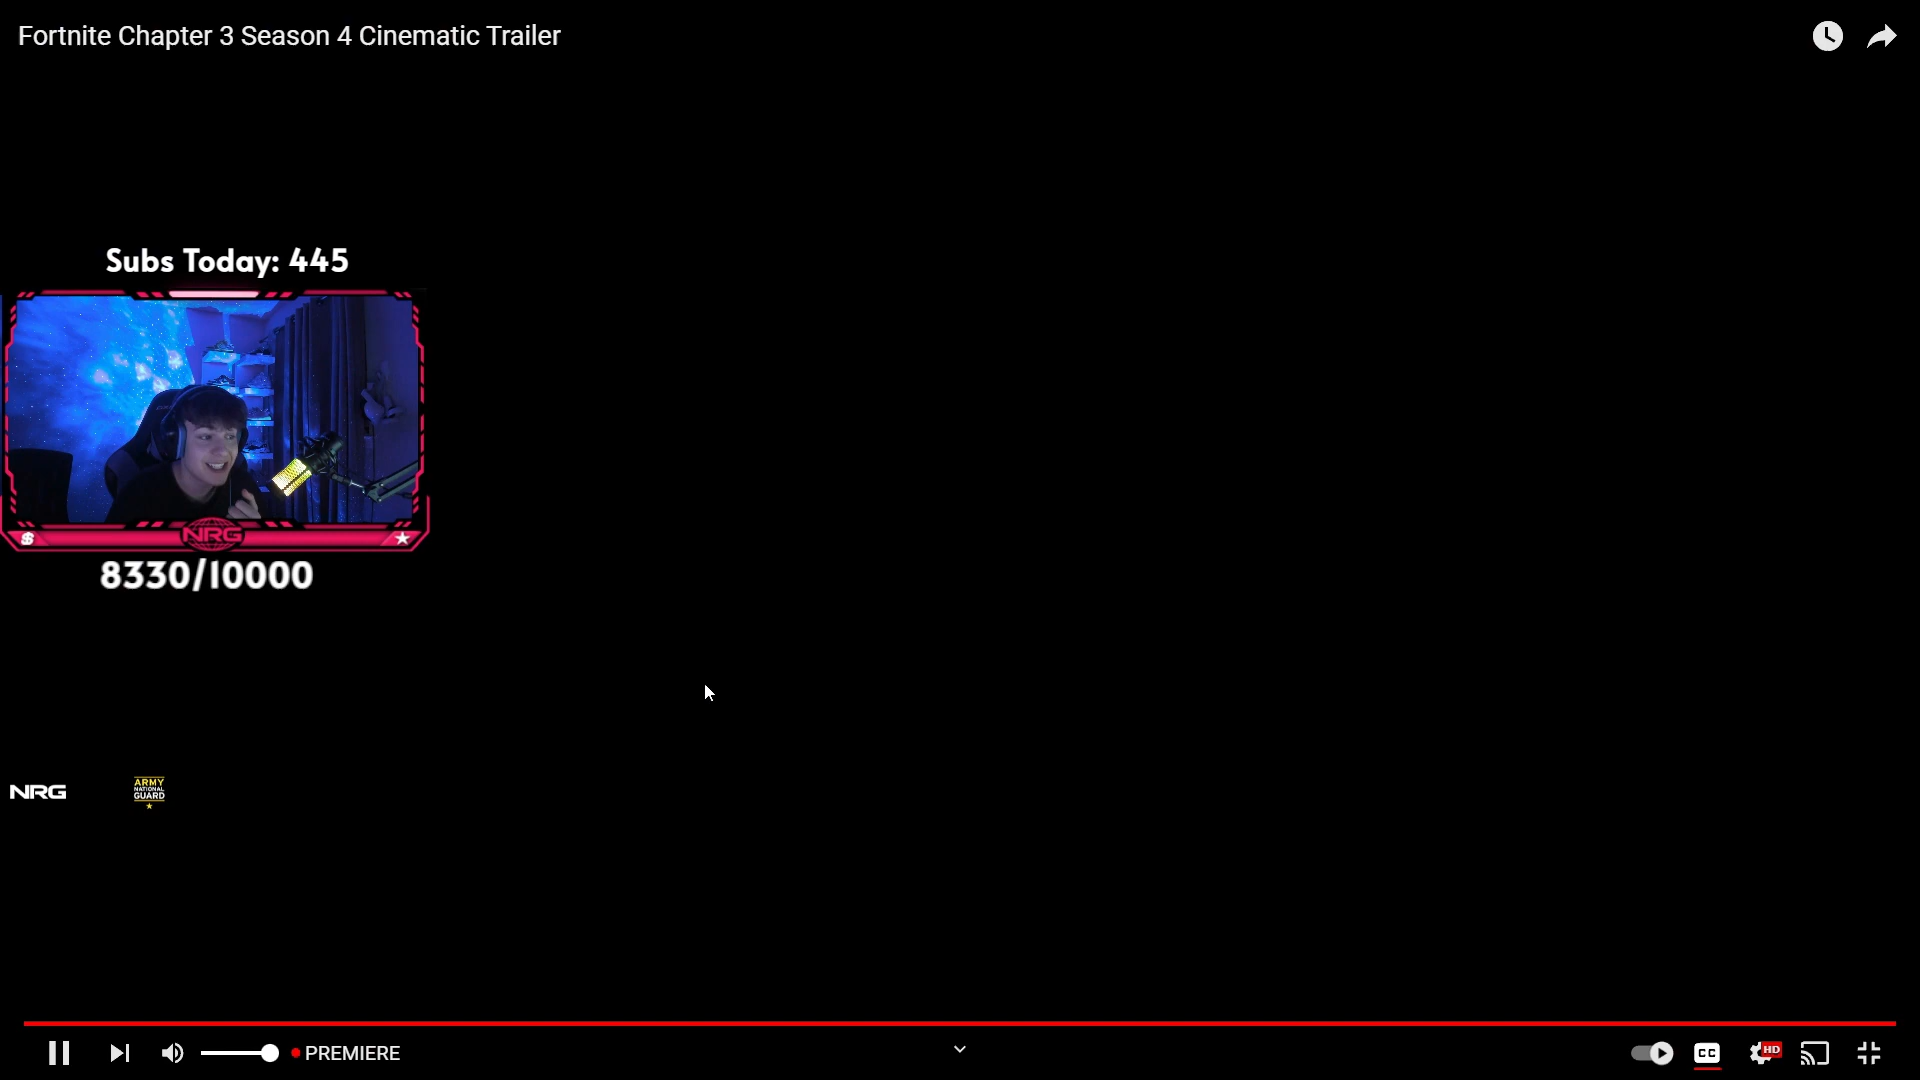 Fortnite Chapter 3 Season 4 Cinematic Trailer
Subs Today: 445
NRG
8330/10000
NRG
ARMY
NATIONAL
GUARD
PREMIERE
CC
HD